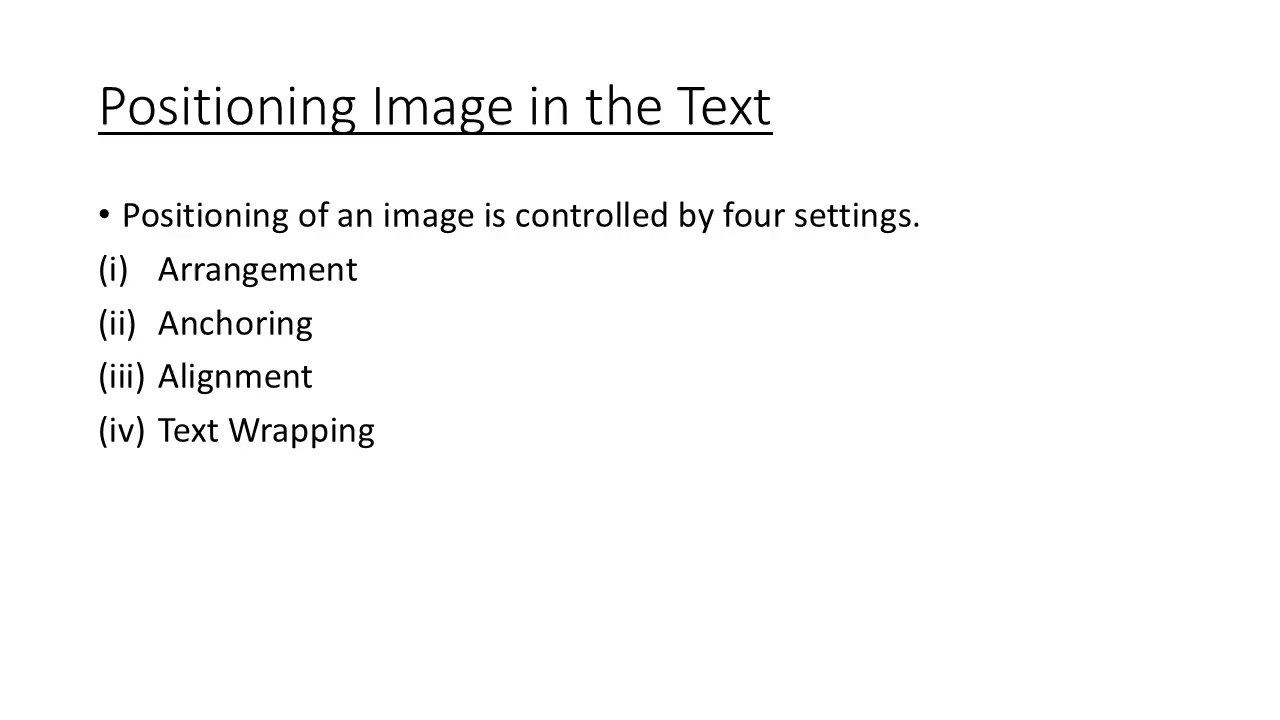 Positioning Image in the Text
• Positioning of an image is controlled by four settings.
(i) Arrangement
(ii) Anchoring
(iii) Alignment
(iv) Text Wrapping